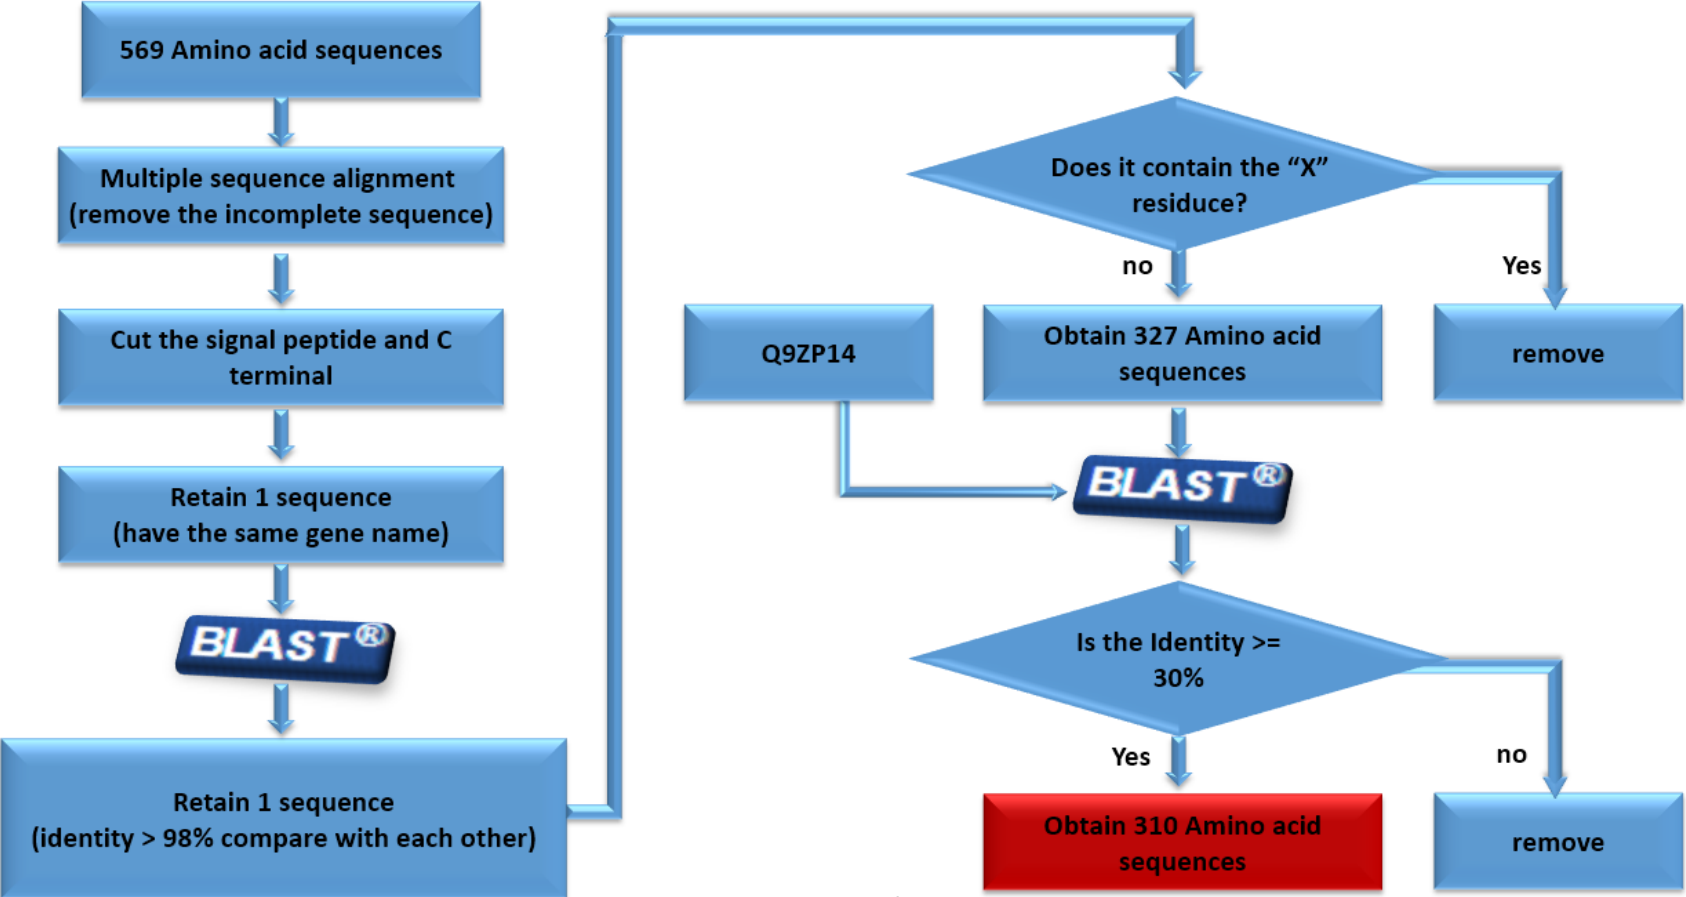 569 Amino acid sequences
Multiple sequence alignment
(remove the incomplete sequence)
Cut the signal peptide and C
terminal
Retain 1 sequence
(have the same gene name)
BLAST®
Retain 1 sequence
(identity > 98% compare with each other)
Does it contain the “X”
residuce?
no
Yes
Q9ZP14
Obtain 327 Amino acid
sequences
remove
BLAST®
Is the Identity >=
30%
Yes
no
Obtain 310 Amino acid
sequences
remove